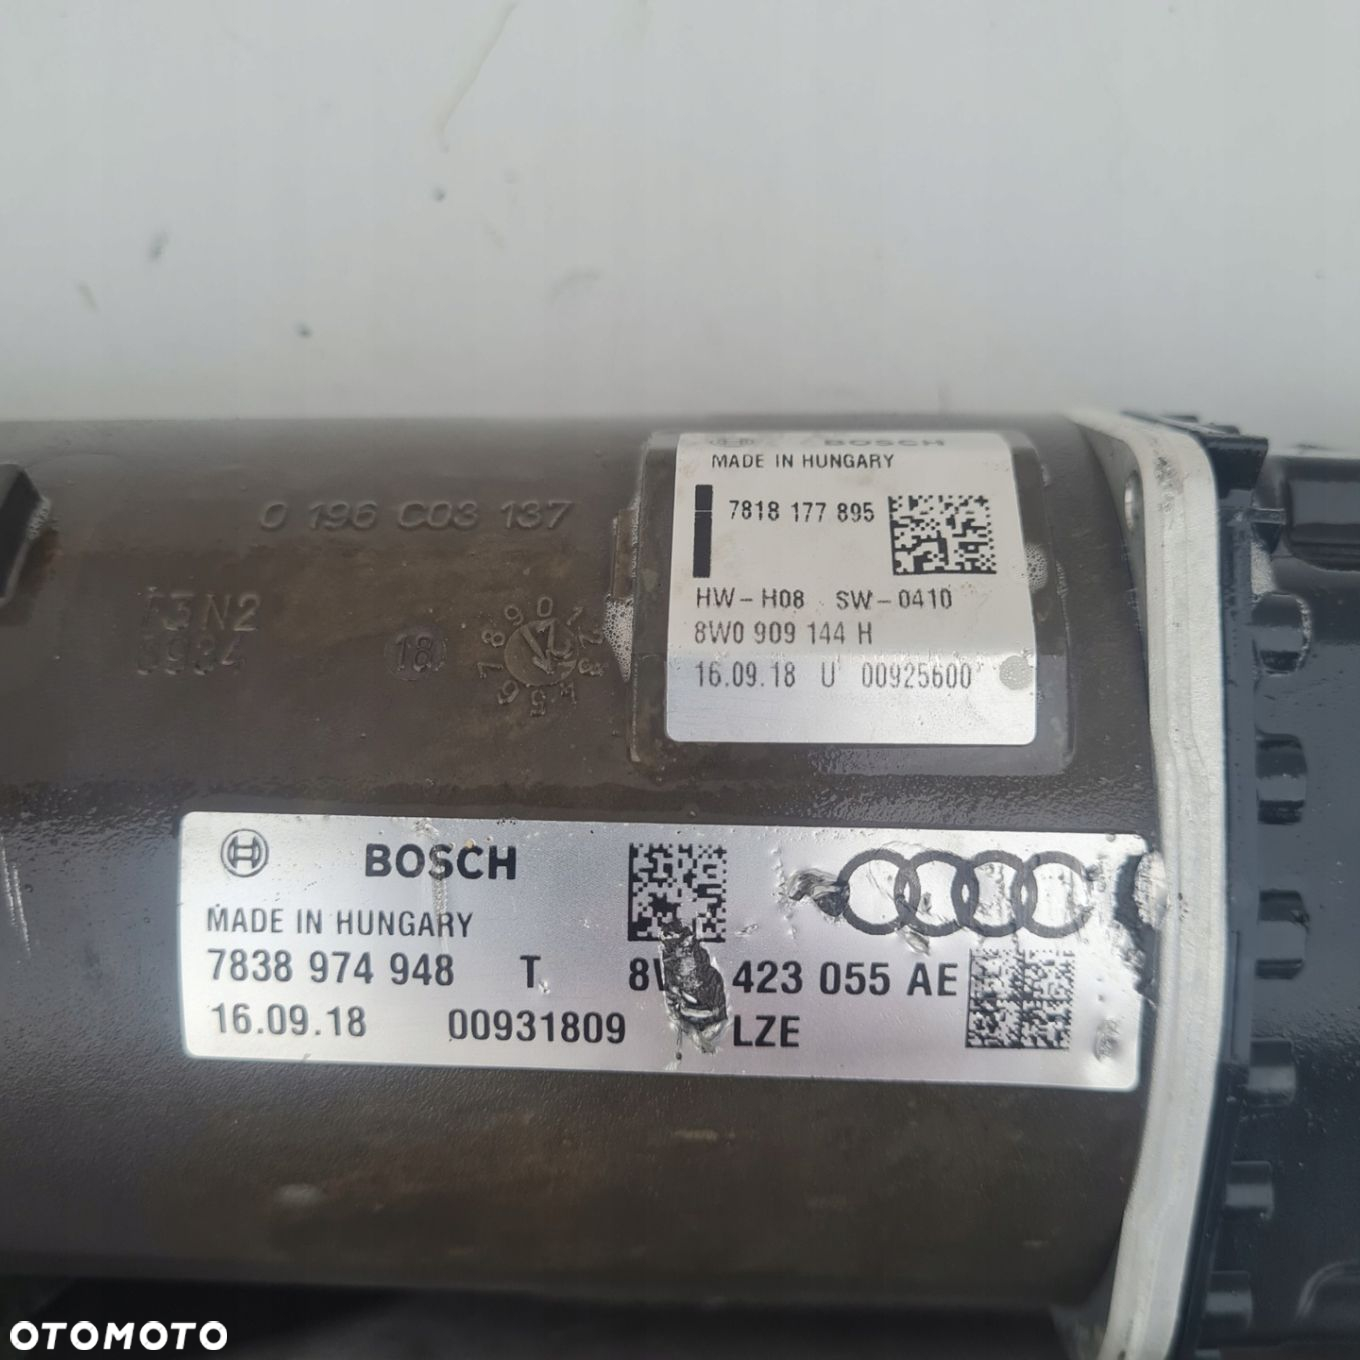 BOSCH
MADE IN HUNGARY
7818 177 895
HW-H08 SW-0410
8W0 909 144 H
16.09.18 U 00925600
0 196 C03 137
18
BOSCH
MADE IN HUNGARY
7838 974 948 T 423 055 AE
16.09.18 00931809 LZE
OTOMOTO